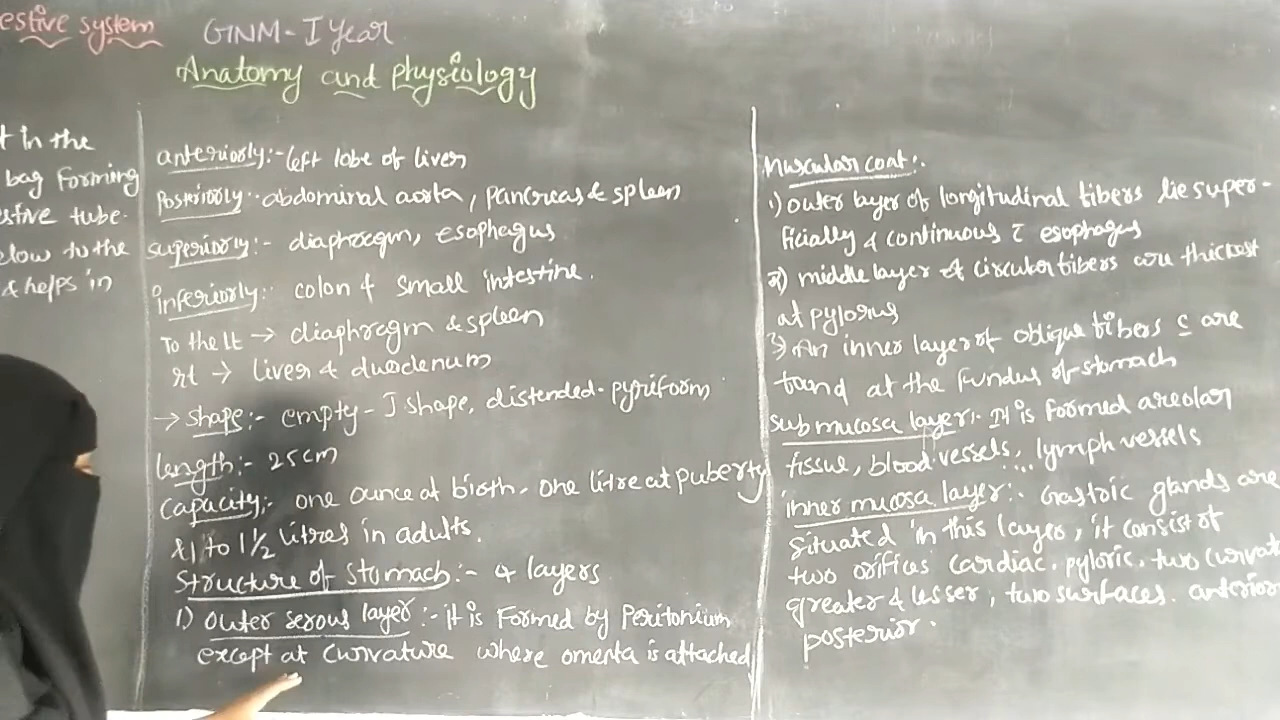 estive system GNM - I Year
Anatomy and physiology
t in the
bag Forming
stive tube.
elow to the
& helps in
anteriorly:- left lobe of liver
Posteriorly:- abdominal aorta, pancreas & spleen
superiorly:- diaphragm, esophagus
inferiorly:- colon & small intestine.
To the lt → diaphragm & spleen
rt → liver & duodenum
→ shape:- empty - J shape, distended - pyriform
length:- 25cm
capacity:- one ounce at birth, one litre at puberty
&1 to 1 1/2 litres in adults.
Structure of stomach:- 4 layers
1) outer serous layer:- it is Formed by Peritonium
except at curvature where omenta is attached
Muscular coat:-
1) outer layer of longitudinal fibers lie super-
ficially & continuous c̄ esophagus
2) middle layer of circular fibers are thickest
at pylorus
3) An inner layer of oblique fibers c are
found at the fundus of stomach
submucosa layer:- It is formed areolar
tissue, blood vessels, lymph vessels
inner mucosa layer:- Gastric glands are
situated in this layer, it consist of
two orifices cardiac, pyloric, two curvat
greater & lesser, two surfaces. anterior
posterior.